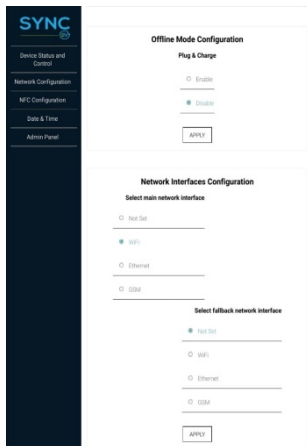 SYNC
EV
Device Status and
Control
Network Configuration
NFC Configuration
Date & Time
Admin Panel
Offline Mode Configuration
Plug & Charge
Enable
Disable
APPLY
Network Interfaces Configuration
Select main network interface
Not Set
WiFi
Ethernet
GSM
Select fallback network interface
Not Set
WiFi
Ethernet
GSM
APPLY